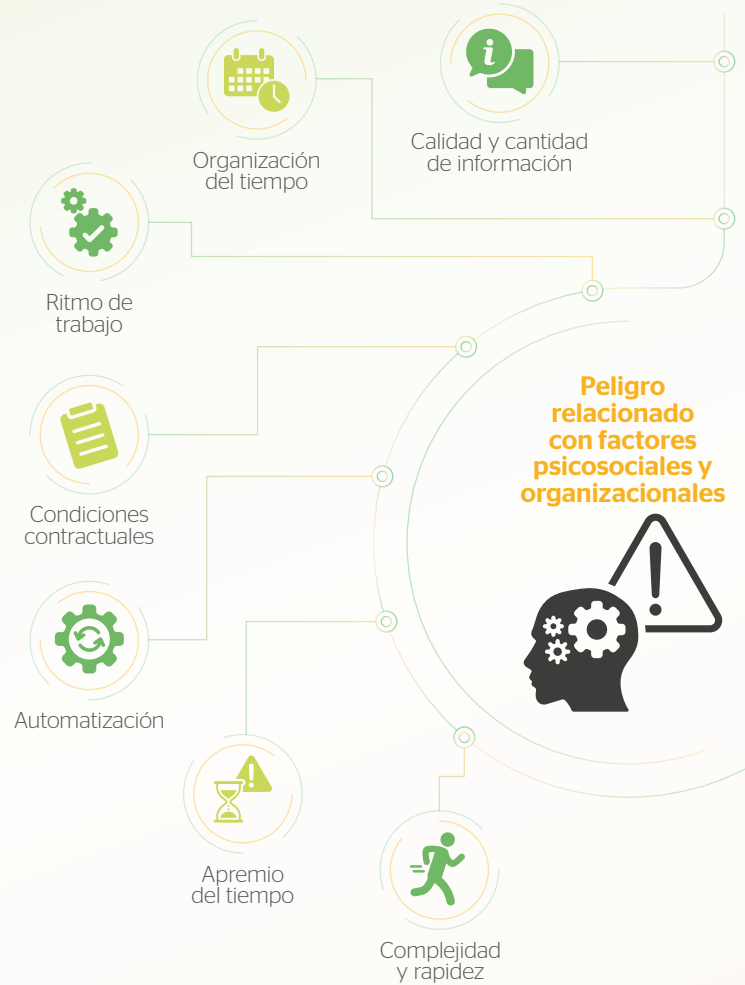 Organización
del tiempo
Calidad y cantidad
de información
Ritmo de
trabajo
Condiciones
contractuales
Automatización
Apremio
del tiempo
Complejidad
y rapidez
Peligro
relacionado
con factores
psicosociales y
organizacionales